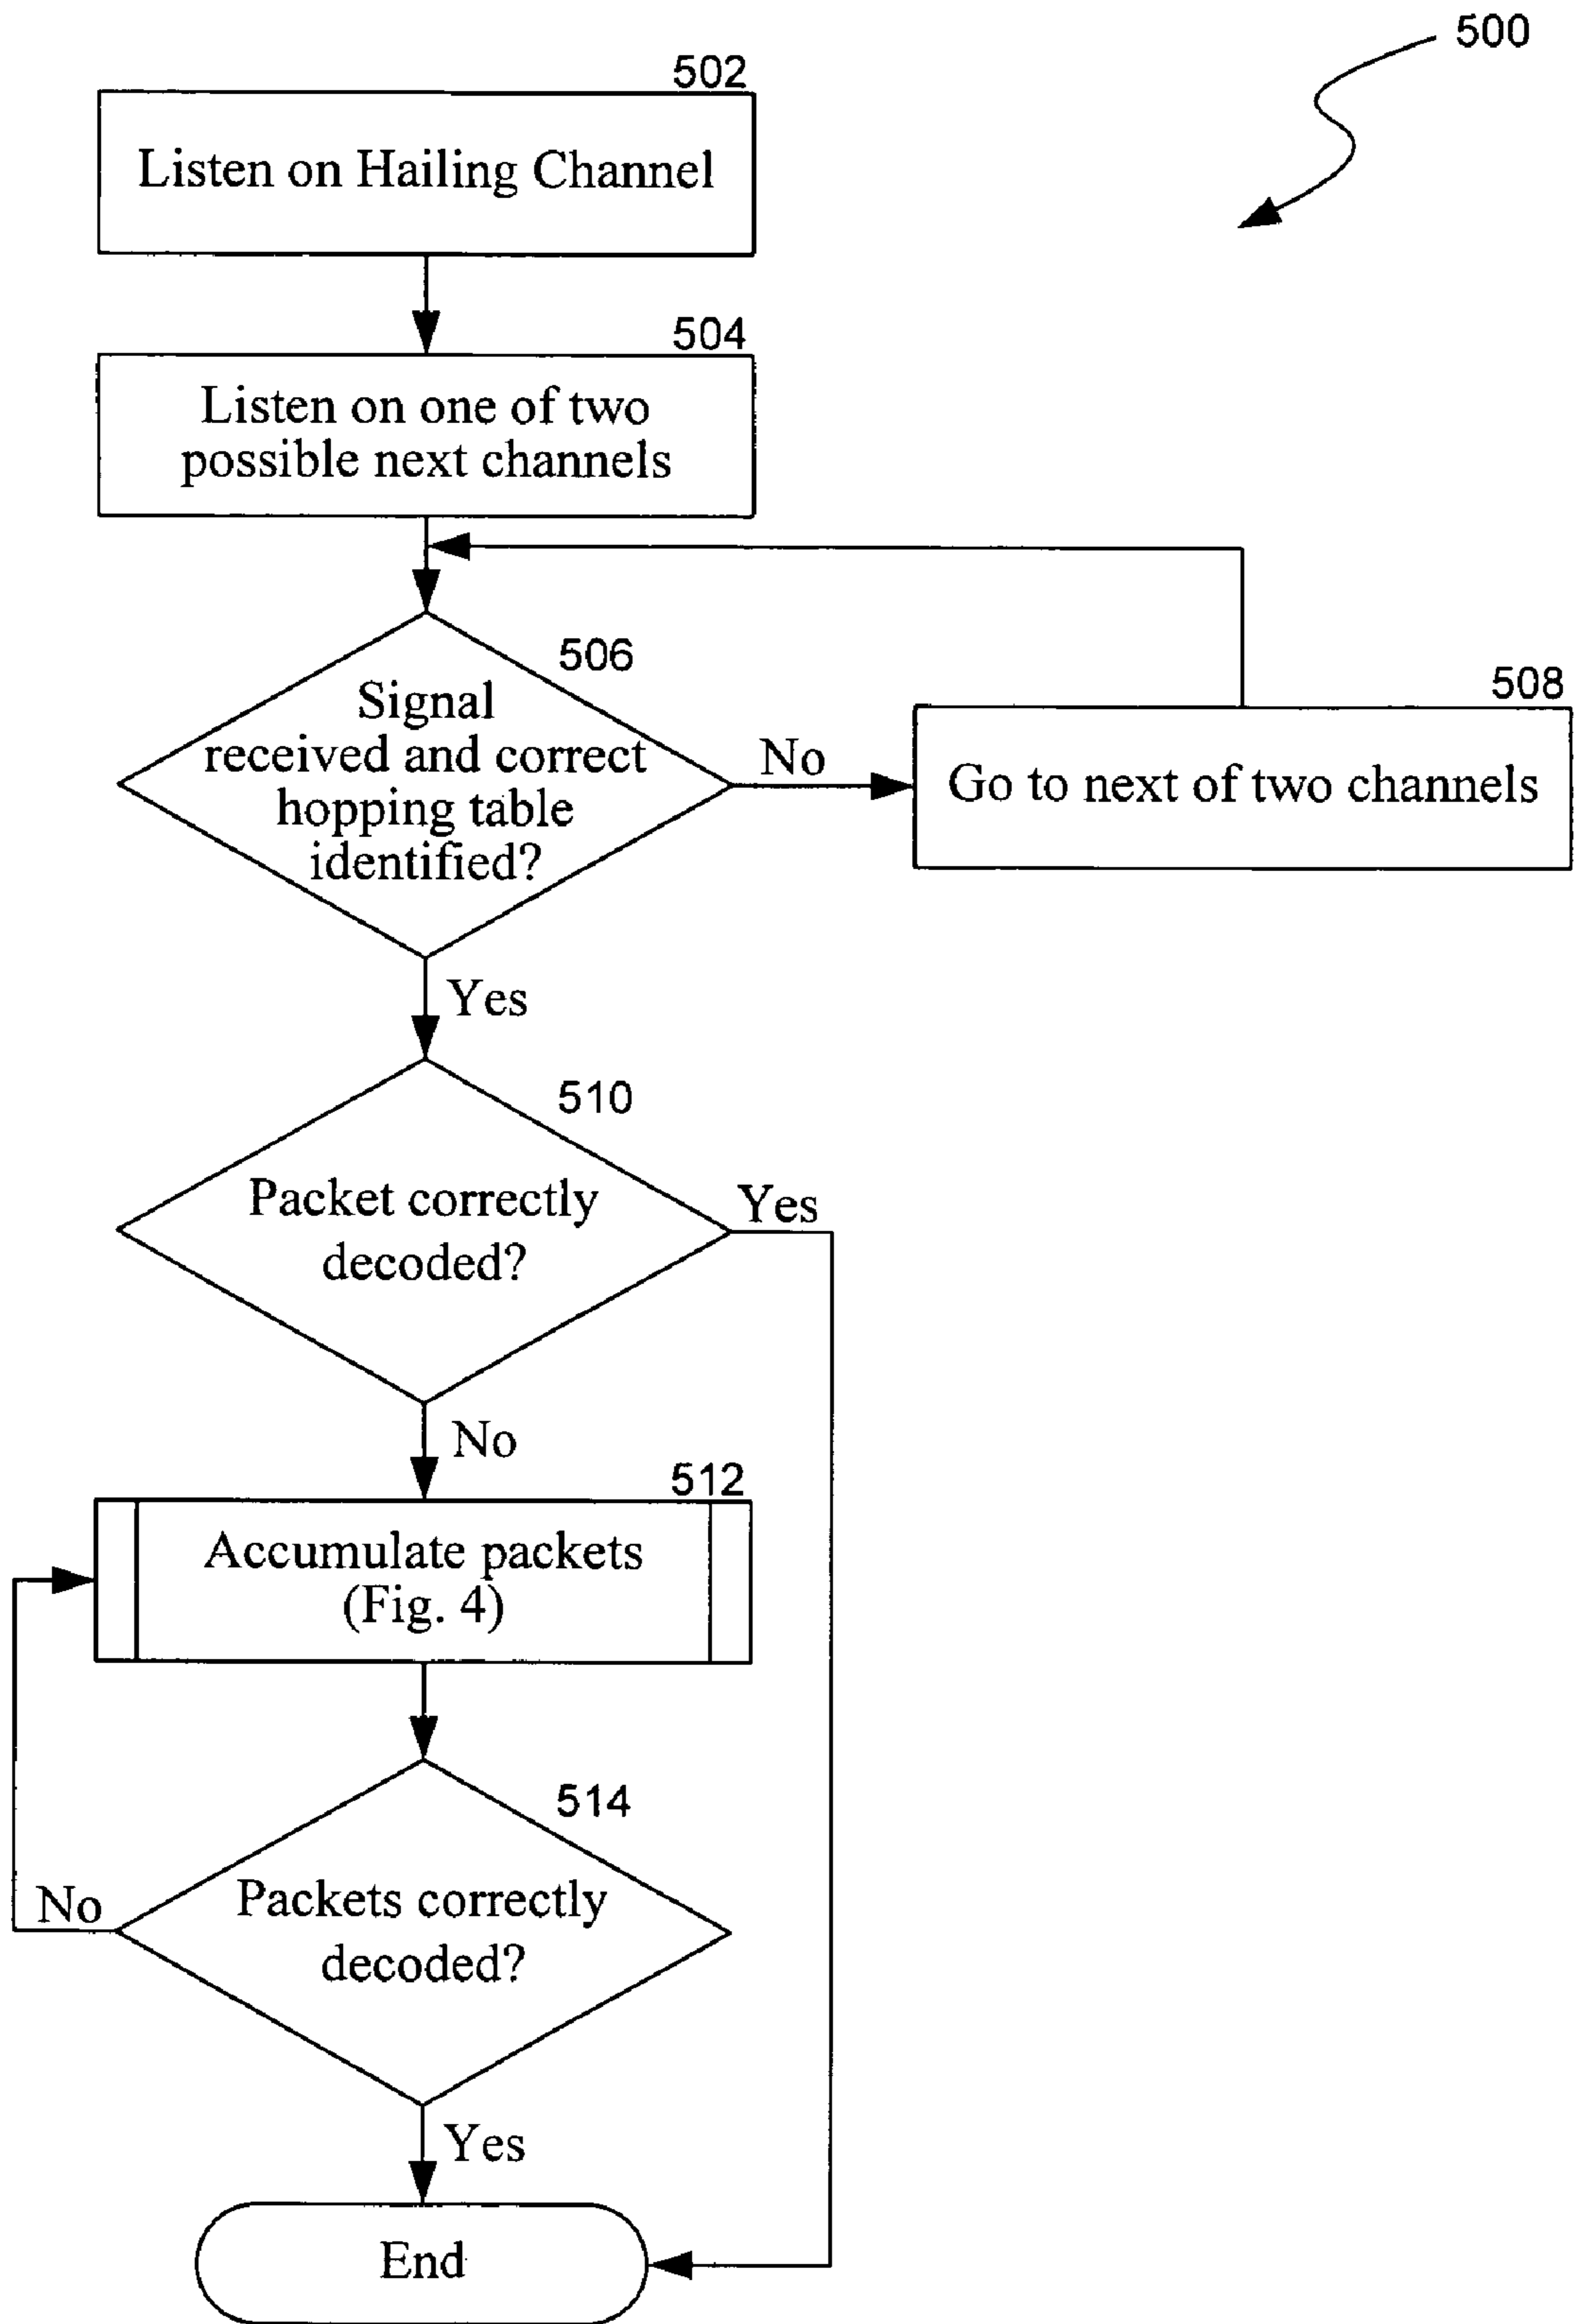 500
502
Listen on Hailing Channel
504
Listen on one of two
possible next channels
506
Signal
received and correct
hopping table
identified?
No
508
Go to next of two channels
Yes
510
Packet correctly
decoded?
Yes
No
512
Accumulate packets
(Fig. 4)
514
Packets correctly
decoded?
No
Yes
End